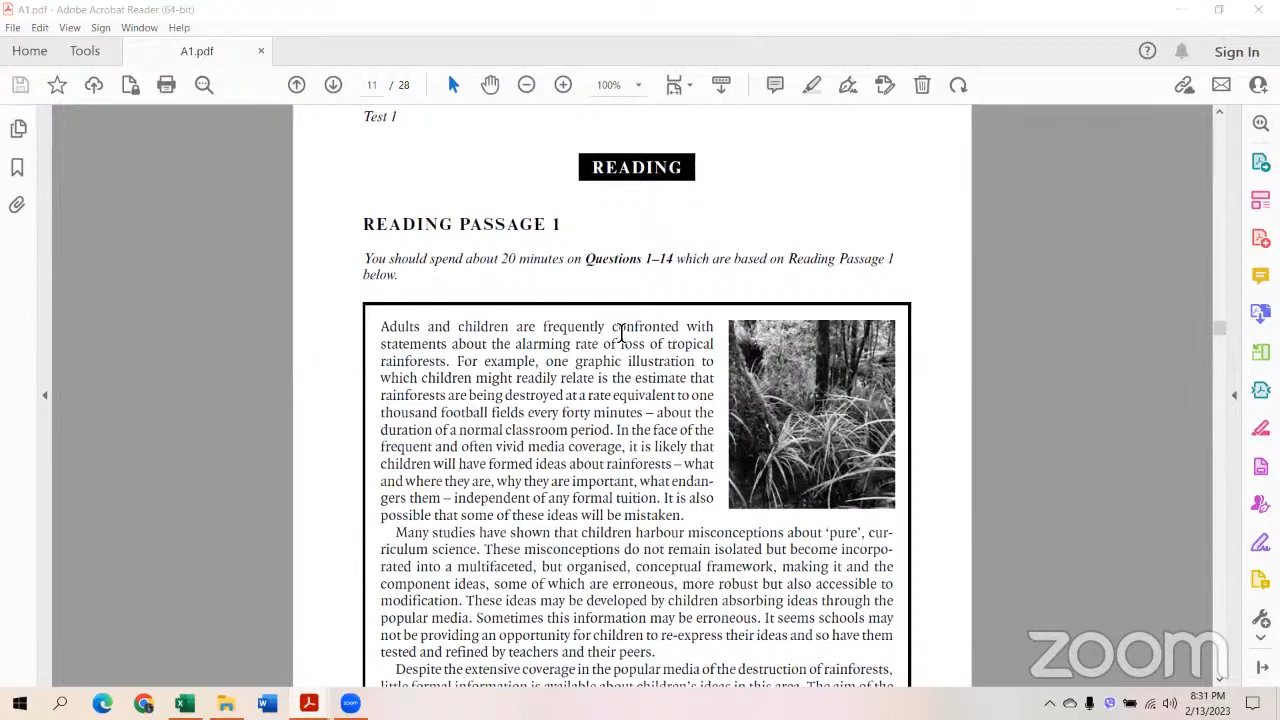 A1.pdf - Adobe Acrobat Reader (64-bit)
File Edit View Sign Window Help
Home Tools A1.pdf × Sign In
11 / 28 100%
Test 1
READING
READING PASSAGE 1
You should spend about 20 minutes on Questions 1–14 which are based on Reading Passage 1
below.
Adults and children are frequently confronted with
statements about the alarming rate of loss of tropical
rainforests. For example, one graphic illustration to
which children might readily relate is the estimate that
rainforests are being destroyed at a rate equivalent to one
thousand football fields every forty minutes – about the
duration of a normal classroom period. In the face of the
frequent and often vivid media coverage, it is likely that
children will have formed ideas about rainforests – what
and where they are, why they are important, what endan-
gers them – independent of any formal tuition. It is also
possible that some of these ideas will be mistaken.
Many studies have shown that children harbour misconceptions about ‘pure’, cur-
riculum science. These misconceptions do not remain isolated but become incorpo-
rated into a multifaceted, but organised, conceptual framework, making it and the
component ideas, some of which are erroneous, more robust but also accessible to
modification. These ideas may be developed by children absorbing ideas through the
popular media. Sometimes this information may be erroneous. It seems schools may
not be providing an opportunity for children to re-express their ideas and so have them
tested and refined by teachers and their peers.
Despite the extensive coverage in the popular media of the destruction of rainforests,
little formal information is available about children's ideas in this area. The aim of the
zoom
zoom
8:31 PM
2/13/2023